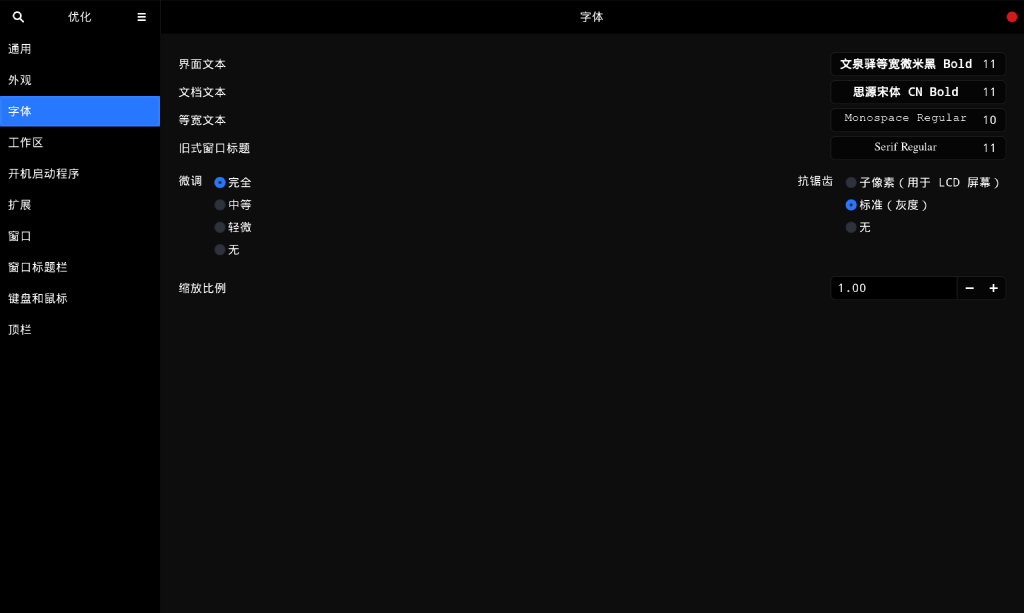 优化
字体
通用
外观
字体
工作区
开机启动程序
扩展
窗口
窗口标题栏
键盘和鼠标
顶栏
界面文本 文泉驿等宽微米黑 Bold 11
文档文本 思源宋体 CN Bold 11
等宽文本 Monospace Regular 10
旧式窗口标题 Serif Regular 11
微调 完全
中等
轻微
无
抗锯齿 子像素（用于 LCD 屏幕）
标准（灰度）
无
缩放比例 1.00 − +